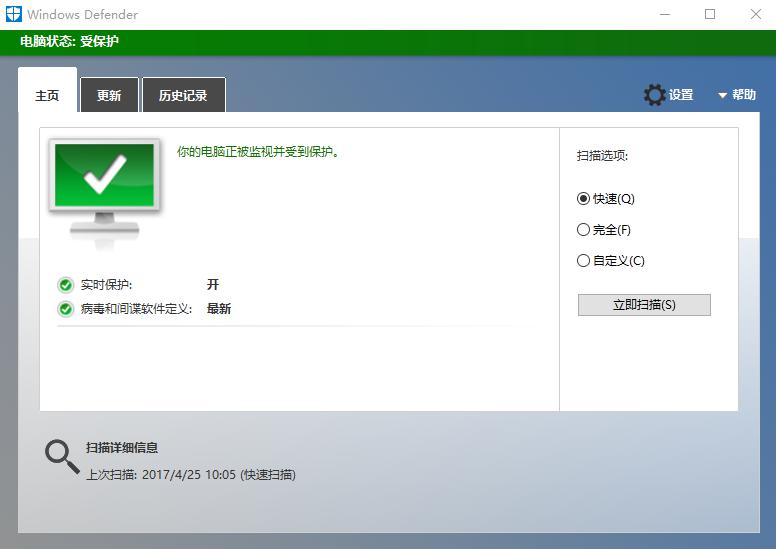 Windows Defender
电脑状态: 受保护
主页
更新
历史记录
设置
帮助
你的电脑正被监视并受到保护。
实时保护: 开
病毒和间谍软件定义: 最新
扫描选项:
快速(Q)
完全(F)
自定义(C)
立即扫描(S)
扫描详细信息
上次扫描: 2017/4/25 10:05 (快速扫描)